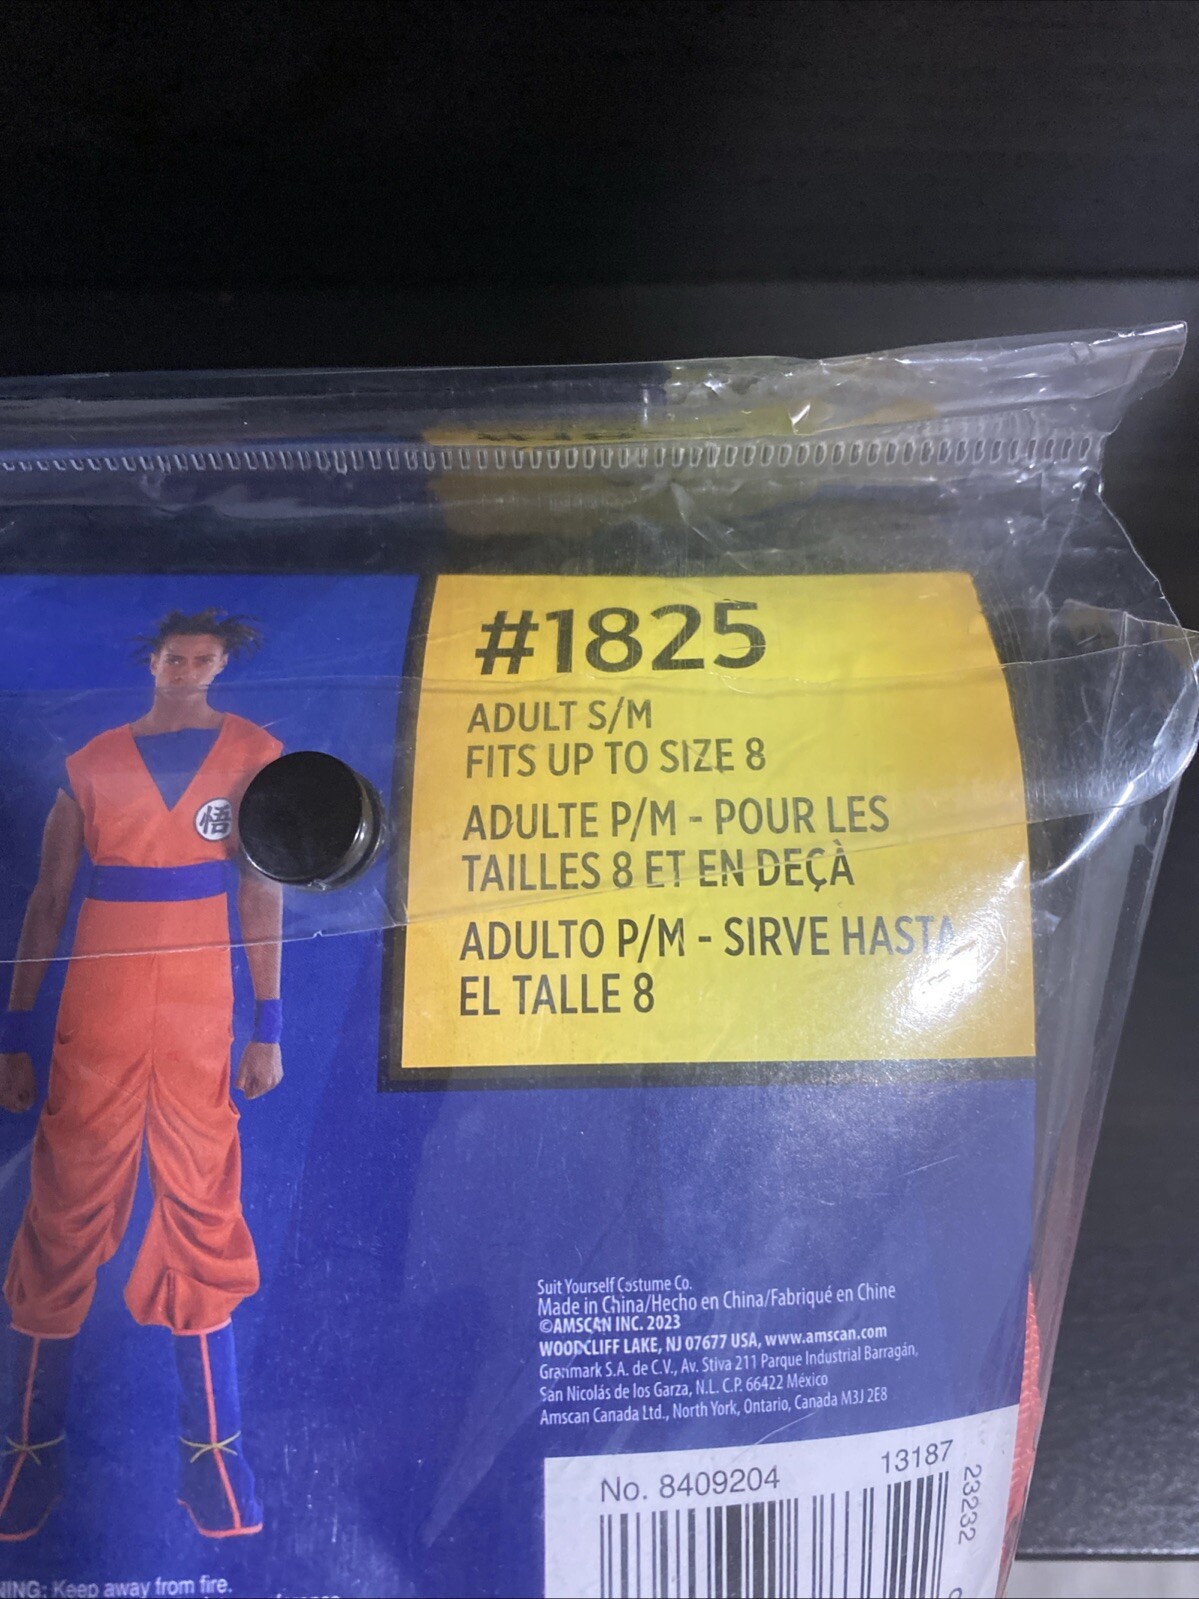 #1825
ADULT S/M
FITS UP TO SIZE 8
ADULTE P/M - POUR LES
TAILLES 8 ET EN DEÇÀ
ADULTO P/M - SIRVE HASTA
EL TALLE 8
悟
Suit Yourself Costume Co.
Made in China/Hecho en China/Fabriqué en Chine
©AMSCAN INC. 2023
WOODCLIFF LAKE, NJ 07677 USA, www.amscan.com
Granmark S.A. de C.V., Av. Stiva 211 Parque Industrial Barragán,
San Nicolás de los Garza, N.L. C.P. 66422 México
Amscan Canada Ltd., North York, Ontario, Canada M3J 2E8
No. 8409204
13187
23232
NING: Keep away from fire.